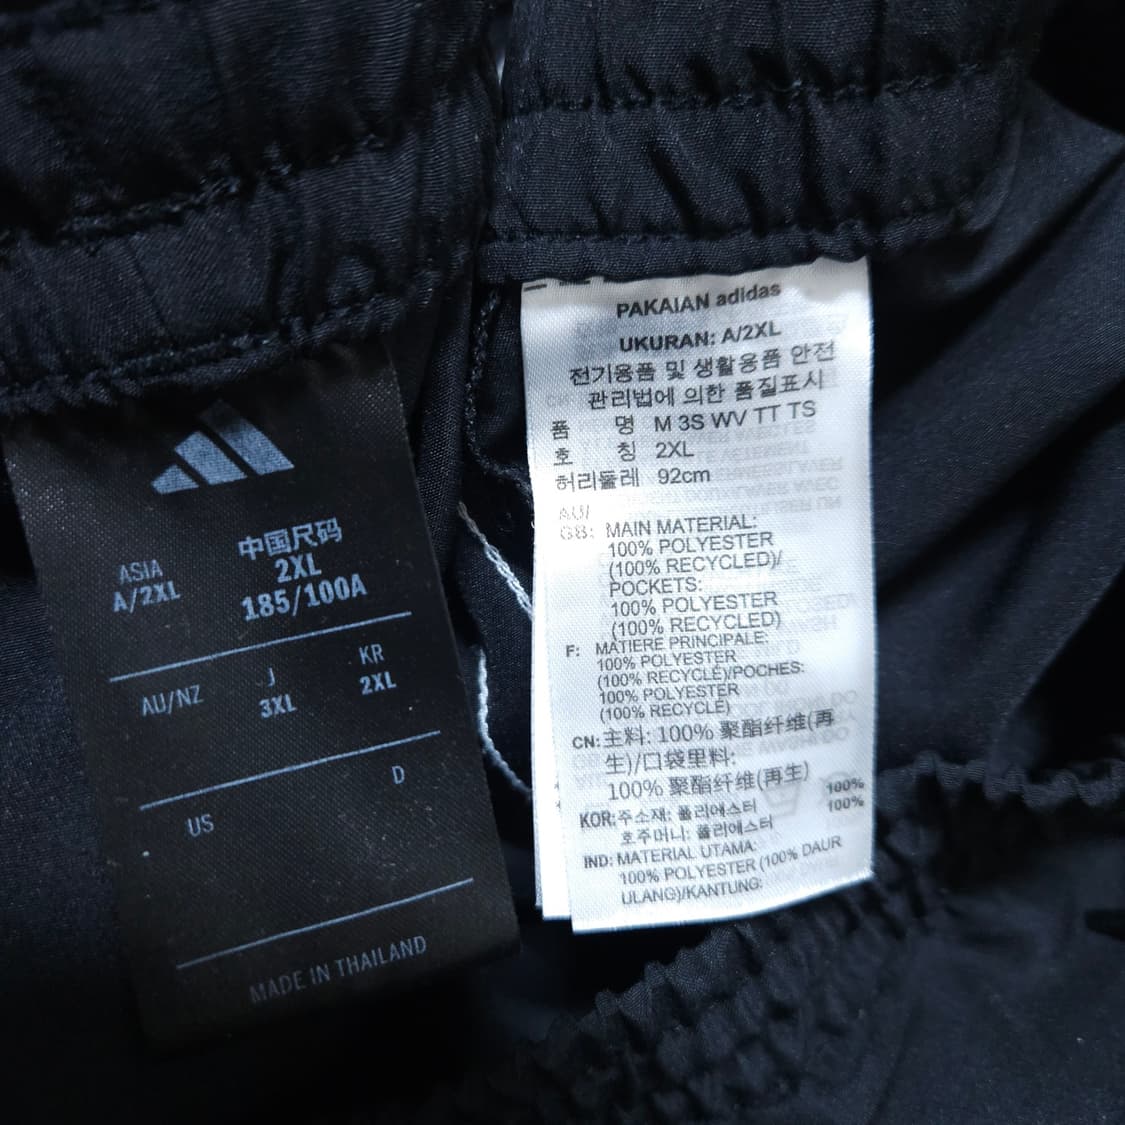 ASIA
A/2XL
中国尺码
2XL
185/100A
AU/NZ
J
3XL
KR
2XL
US
D
MADE IN THAILAND
PAKAIAN adidas
UKURAN: A/2XL
전기용품 및 생활용품 안전
관리법에 의한 품질표시
품 명 M 3S WV TT TS
호 칭 2XL
허리둘레 92cm
AU/
GB: MAIN MATERIAL:
100% POLYESTER
(100% RECYCLED)/
POCKETS:
100% POLYESTER
(100% RECYCLED)
F: MATIERE PRINCIPALE:
100% POLYESTER
(100% RECYCLÉ)/POCHES:
100% POLYESTER
(100% RECYCLÉ)
CN: 主料: 100% 聚酯纤维(再
生)/口袋里料:
100% 聚酯纤维(再生)
KOR: 주소재: 폴리에스터 100%
호주머니: 폴리에스터 100%
IND: MATERIAL UTAMA:
100% POLYESTER (100% DAUR
ULANG)/KANTUNG: